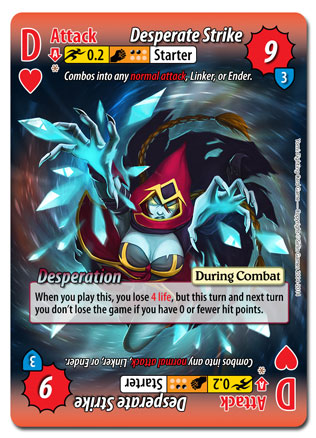 D Attack Desperate Strike 9
A 0.2 Starter 3
Combos into any normal attack, Linker, or Ender.
Desperation During Combat
When you play this, you lose 4 life, but this turn and next turn
you don't lose the game if you have 0 or fewer hit points.
Combos into any normal attack, Linker, or Ender.
D Attack Desperate Strike 9
A 0.2 Starter 3